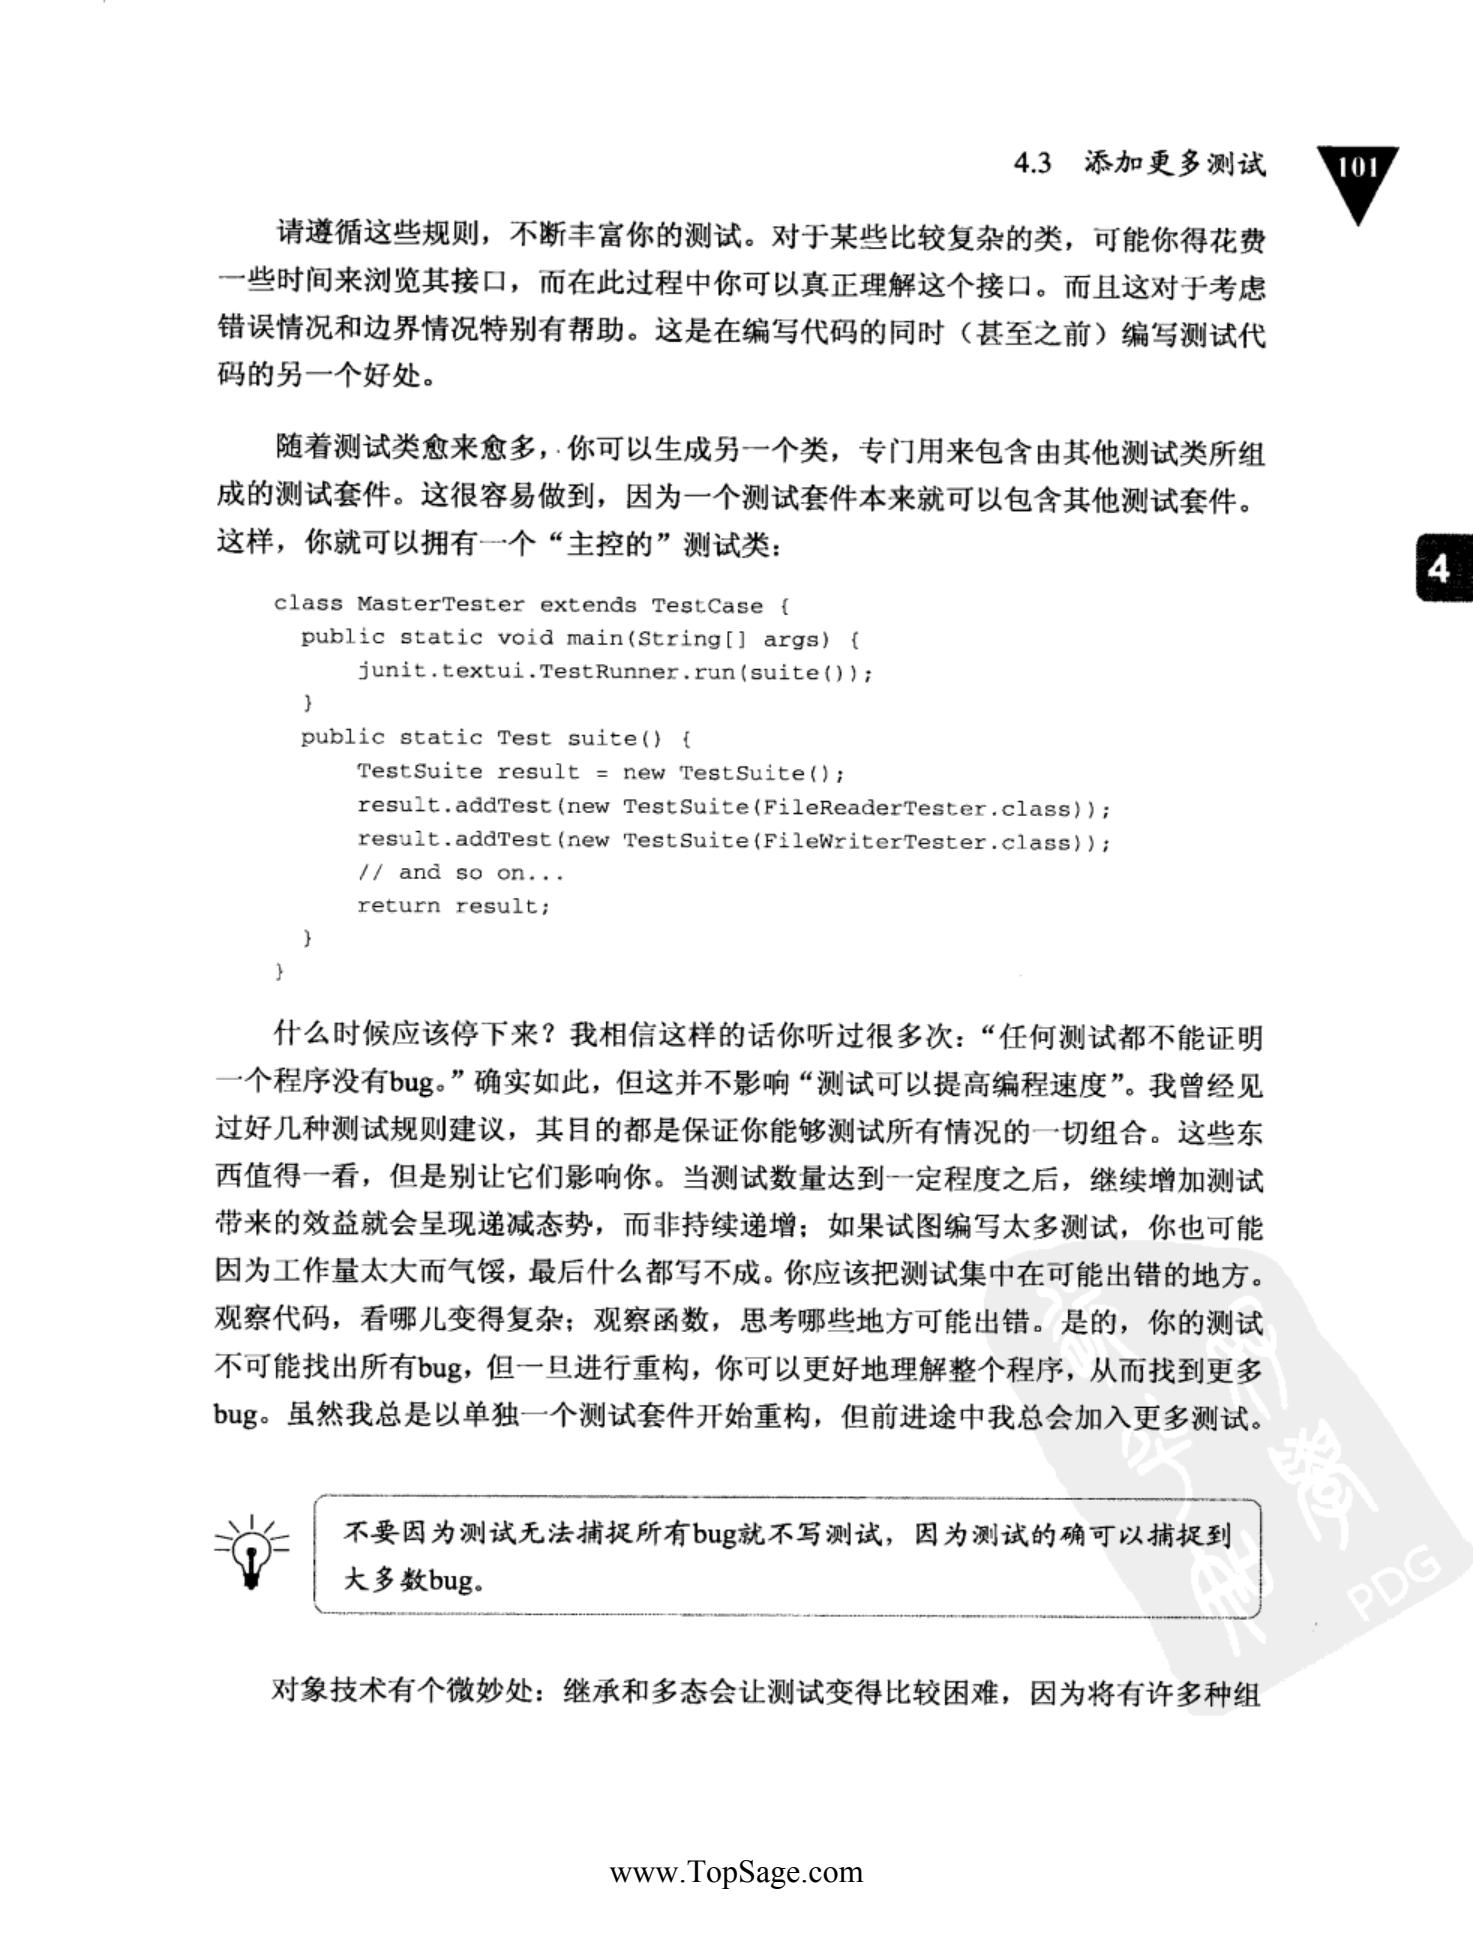 4.3 添加更多测试
101
请遵循这些规则，不断丰富你的测试。对于某些比较复杂的类，可能你得花费
一些时间来浏览其接口，而在此过程中你可以真正理解这个接口。而且这对于考虑
错误情况和边界情况特别有帮助。这是在编写代码的同时（甚至之前）编写测试代
码的另一个好处。
随着测试类愈来愈多，你可以生成另一个类，专门用来包含由其他测试类所组
成的测试套件。这很容易做到，因为一个测试套件本来就可以包含其他测试套件。
这样，你就可以拥有一个“主控的”测试类：
4
class MasterTester extends TestCase {
public static void main(String[] args) {
junit.textui.TestRunner.run(suite());
}
public static Test suite() {
TestSuite result = new TestSuite();
result.addTest(new TestSuite(FileReaderTester.class));
result.addTest(new TestSuite(FileWriterTester.class));
// and so on...
return result;
}
}
什么时候应该停下来？我相信这样的话你听过很多次：“任何测试都不能证明
一个程序没有bug。”确实如此，但这并不影响“测试可以提高编程速度”。我曾经见
过好几种测试规则建议，其目的都是保证你能够测试所有情况的一切组合。这些东
西值得一看，但是别让它们影响你。当测试数量达到一定程度之后，继续增加测试
带来的效益就会呈现递减态势，而非持续递增；如果试图编写太多测试，你也可能
因为工作量太大而气馁，最后什么都写不成。你应该把测试集中在可能出错的地方。
观察代码，看哪儿变得复杂；观察函数，思考哪些地方可能出错。是的，你的测试
不可能找出所有bug，但一旦进行重构，你可以更好地理解整个程序，从而找到更多
bug。虽然我总是以单独一个测试套件开始重构，但前进途中我总会加入更多测试。
不要因为测试无法捕捉所有bug就不写测试，因为测试的确可以捕捉到
大多数bug。
PDG
对象技术有个微妙处：继承和多态会让测试变得比较困难，因为将有许多种组
www.TopSage.com